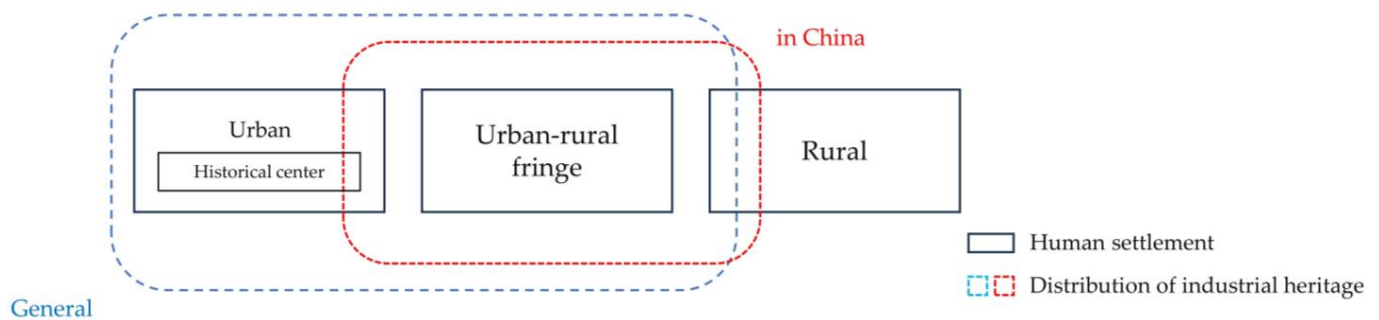 in China
Urban
Historical center
Urban-rural
fringe
Rural
Human settlement
Distribution of industrial heritage
General